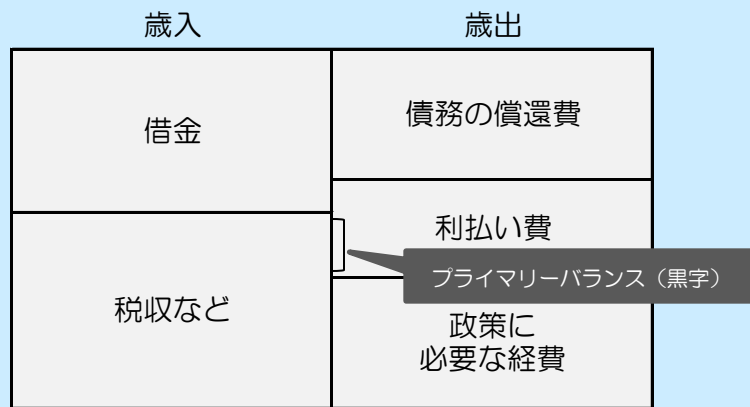 歳入
歳出
借金
債務の償還費
利払い費
プライマリーバランス（黒字）
税収など
政策に
必要な経費